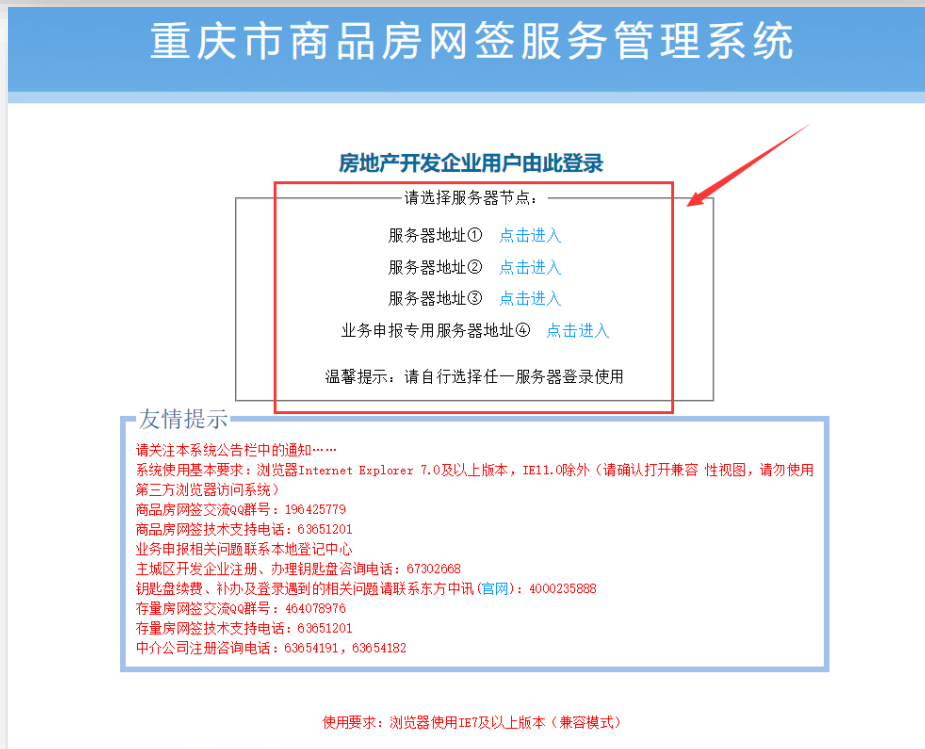 重庆市商品房网签服务管理系统
房地产开发企业用户由此登录
请选择服务器节点：
服务器地址① 点击进入
服务器地址② 点击进入
服务器地址③ 点击进入
业务申报专用服务器地址④ 点击进入
温馨提示：请自行选择任一服务器登录使用
友情提示
请关注本系统公告栏中的通知……
系统使用基本要求：浏览器Internet Explorer 7.0及以上版本，IE11.0除外（请确认打开兼容 性视图，请勿使用
第三方浏览器访问系统）
商品房网签交流QQ群号：196425779
商品房网签技术支持电话：63651201
业务申报相关问题联系本地登记中心
主城区开发企业注册、办理钥匙盘咨询电话：67302668
钥匙盘续费、补办及登录遇到的相关问题请联系东方中讯(官网)：4000235888
存量房网签交流QQ群号：464078976
存量房网签技术支持电话：63651201
中介公司注册咨询电话：63654191，63654182
使用要求：浏览器使用IE7及以上版本（兼容模式）